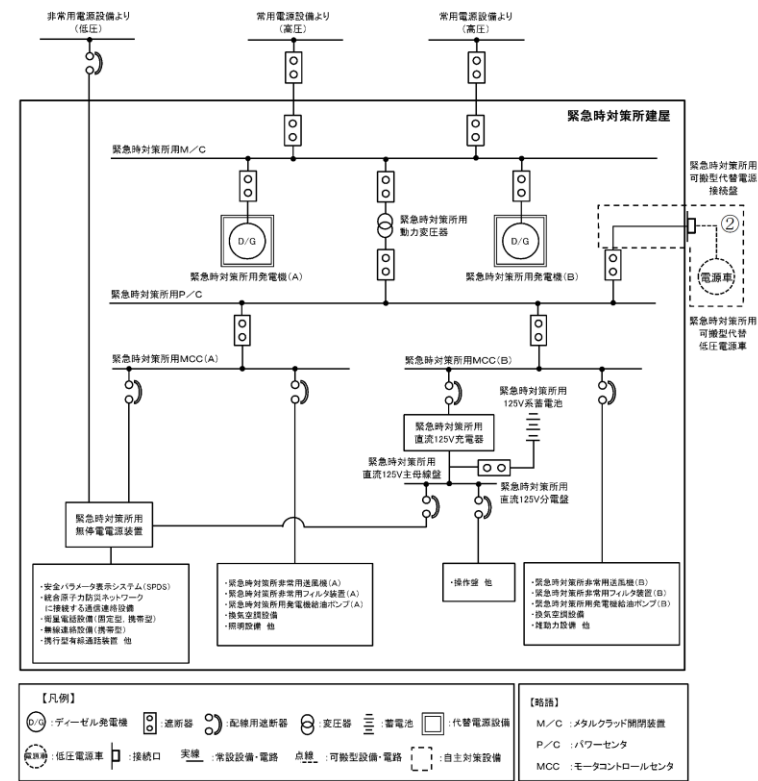 非常用電源設備より
(低圧)
常用電源設備より
(高圧)
常用電源設備より
(高圧)
緊急時対策所建屋
緊急時対策所用M／C
緊急時対策所用
可搬型代替電源
接続盤
②
緊急時対策所用
動力変圧器
D/G
D/G
緊急時対策所用発電機(A)
緊急時対策所用発電機(B)
電源車
緊急時対策所用P／C
緊急時対策所用
可搬型代替
低圧電源車
緊急時対策所用MCC(A)
緊急時対策所用MCC(B)
緊急時対策所用
125V系蓄電池
緊急時対策所用
直流125V充電器
緊急時対策所用
直流125V主母線盤
緊急時対策所用
直流125V分電盤
緊急時対策所用
無停電電源装置
・安全パラメータ表示システム(SPDS)
・統合原子力防災ネットワーク
に接続する通信連絡設備
・衛星電話設備(固定型，携帯型)
・無線連絡設備(携帯型)
・携行型有線通話装置 他
・緊急時対策所非常用送風機(A)
・緊急時対策所非常用フィルタ装置(A)
・緊急時対策所用発電機給油ポンプ(A)
・換気空調設備
・照明設備 他
・操作盤 他
・緊急時対策所非常用送風機(B)
・緊急時対策所非常用フィルタ装置(B)
・緊急時対策所用発電機給油ポンプ(B)
・換気空調設備
・雑動力設備 他
【凡例】
D/G :ディーゼル発電機 :遮断器 :配線用遮断器 :変圧器 :蓄電池 :代替電源設備
電源車 :低圧電源車 :接続口 実線 :常設設備・電路 点線 :可搬型設備・電路 :自主対策設備
【略語】
M／C :メタルクラッド開閉装置
P／C :パワーセンタ
MCC :モータコントロールセンタ